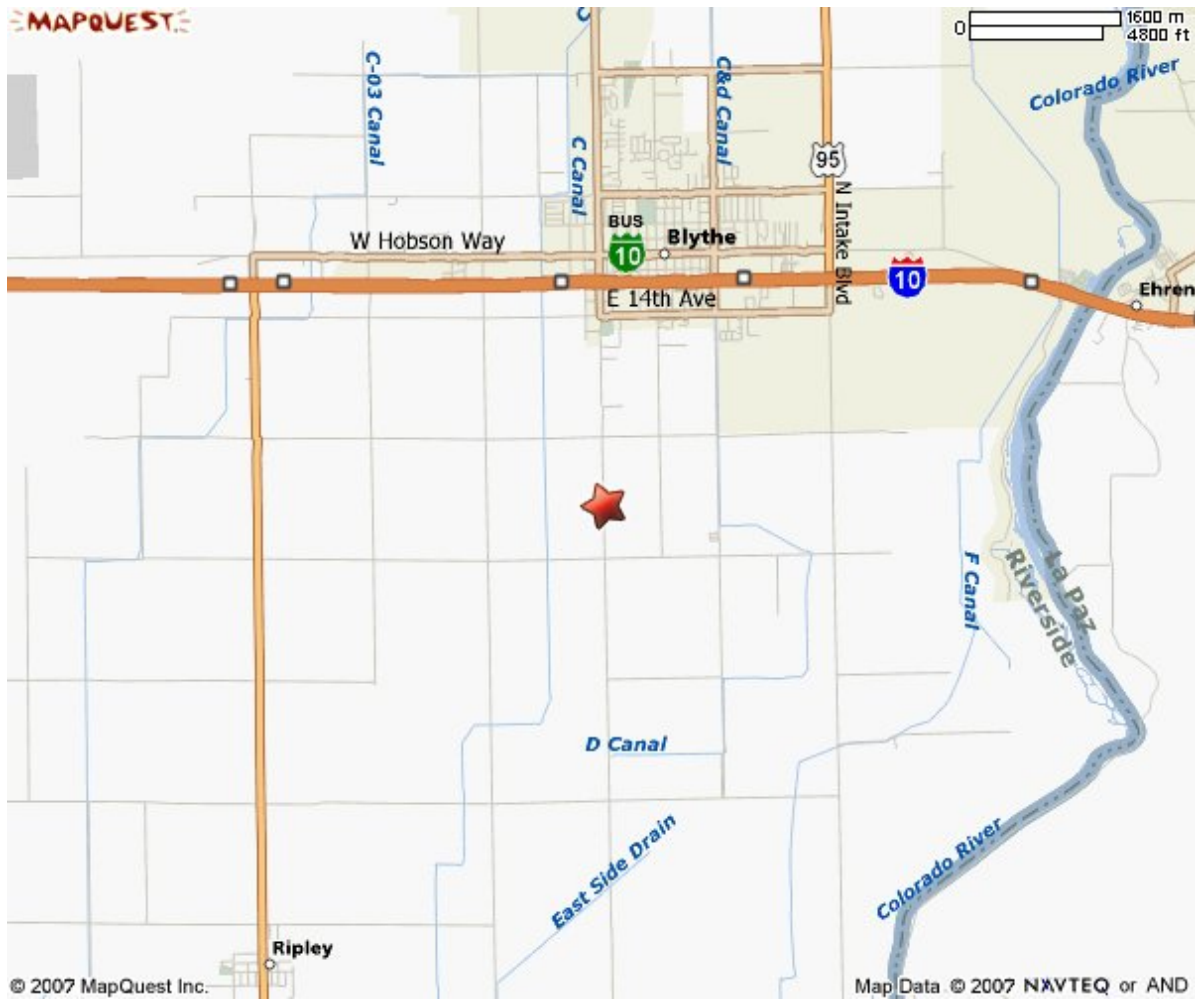 MAPQUEST
0
1600 m
4800 ft
Colorado River
C-03 Canal
C Canal
C&d Canal
95
N Intake Blvd
W Hobson Way
BUS
10
Blythe
10
E 14th Ave
Ehren
F Canal
La Paz
Riverside
D Canal
East Side Drain
Colorado River
Ripley
© 2007 MapQuest Inc.
Map Data © 2007 NAVTEQ or AND